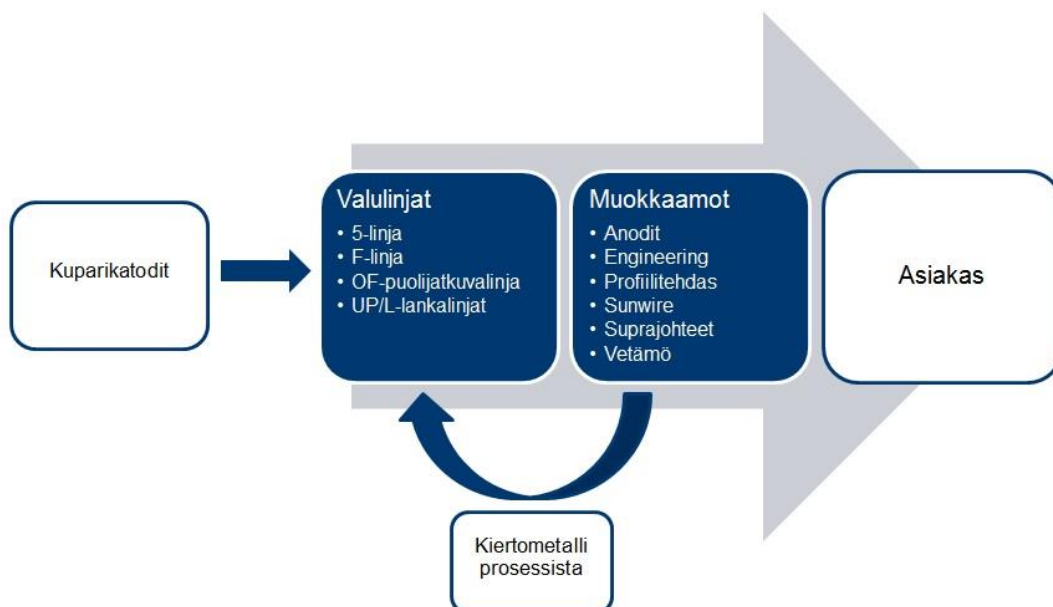 Kuparikatodit
Valulinjat
• 5-linja
• F-linja
• OF-puolijatkuvalinja
• UP/L-lankalinjat
Muokkaamot
• Anodit
• Engineering
• Profiilitehdas
• Sunwire
• Suprajohteet
• Vetämö
Asiakas
Kiertometalli
prosessista